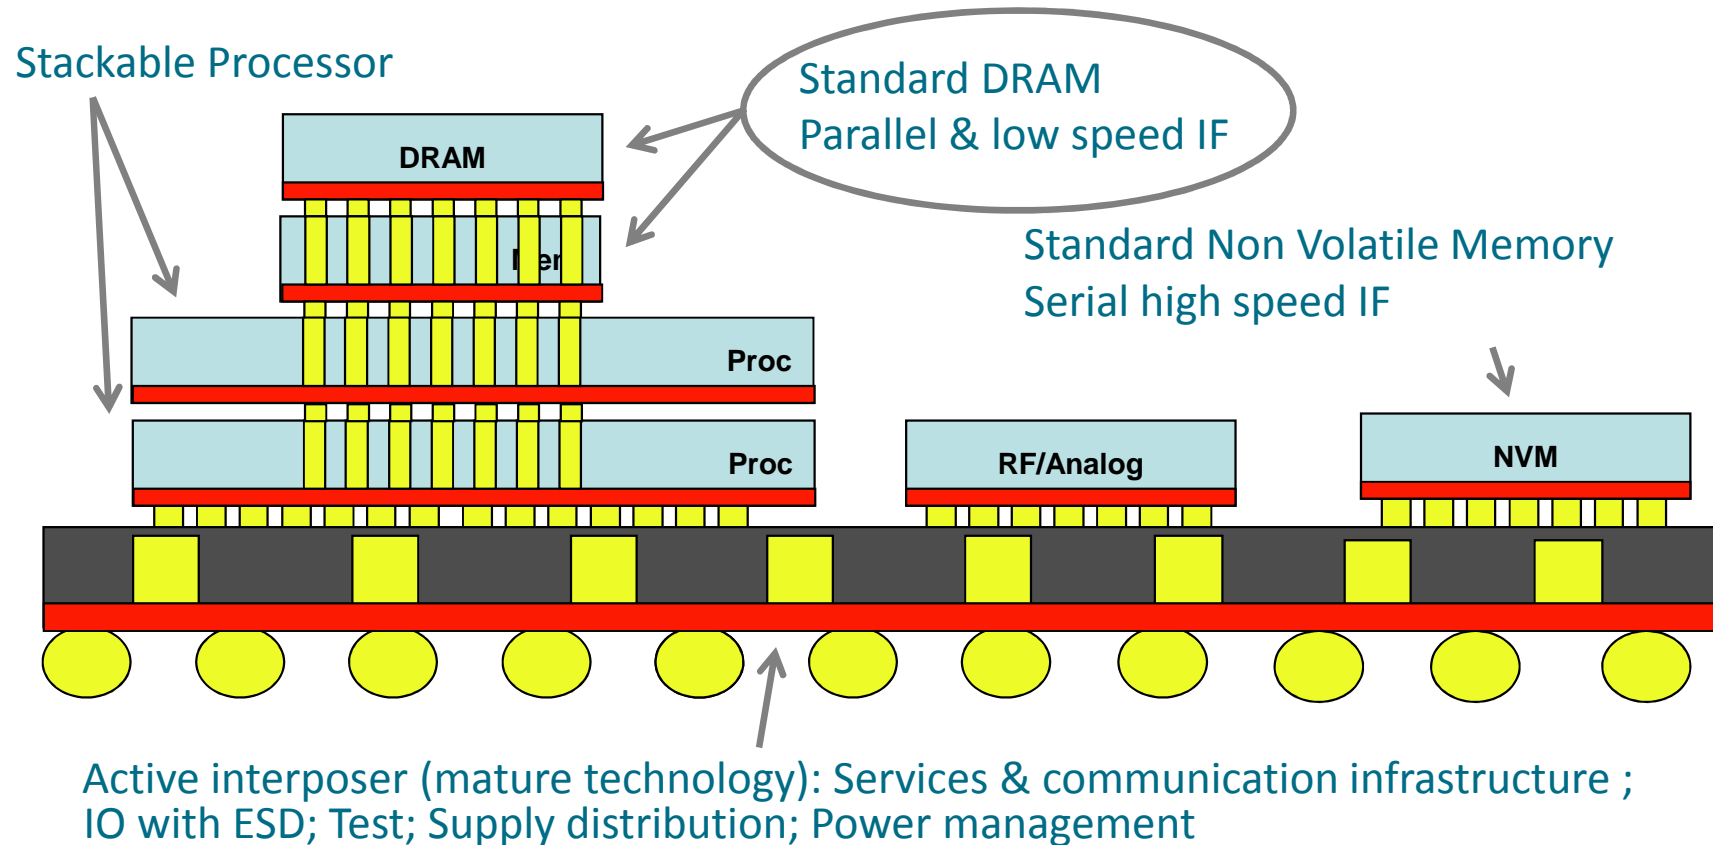 Stackable Processor
Standard DRAM
Parallel & low speed IF
DRAM
Standard Non Volatile Memory
Serial high speed IF
Proc
Proc
RF/Analog
NVM
Active interposer (mature technology): Services & communication infrastructure ;
IO with ESD; Test; Supply distribution; Power management